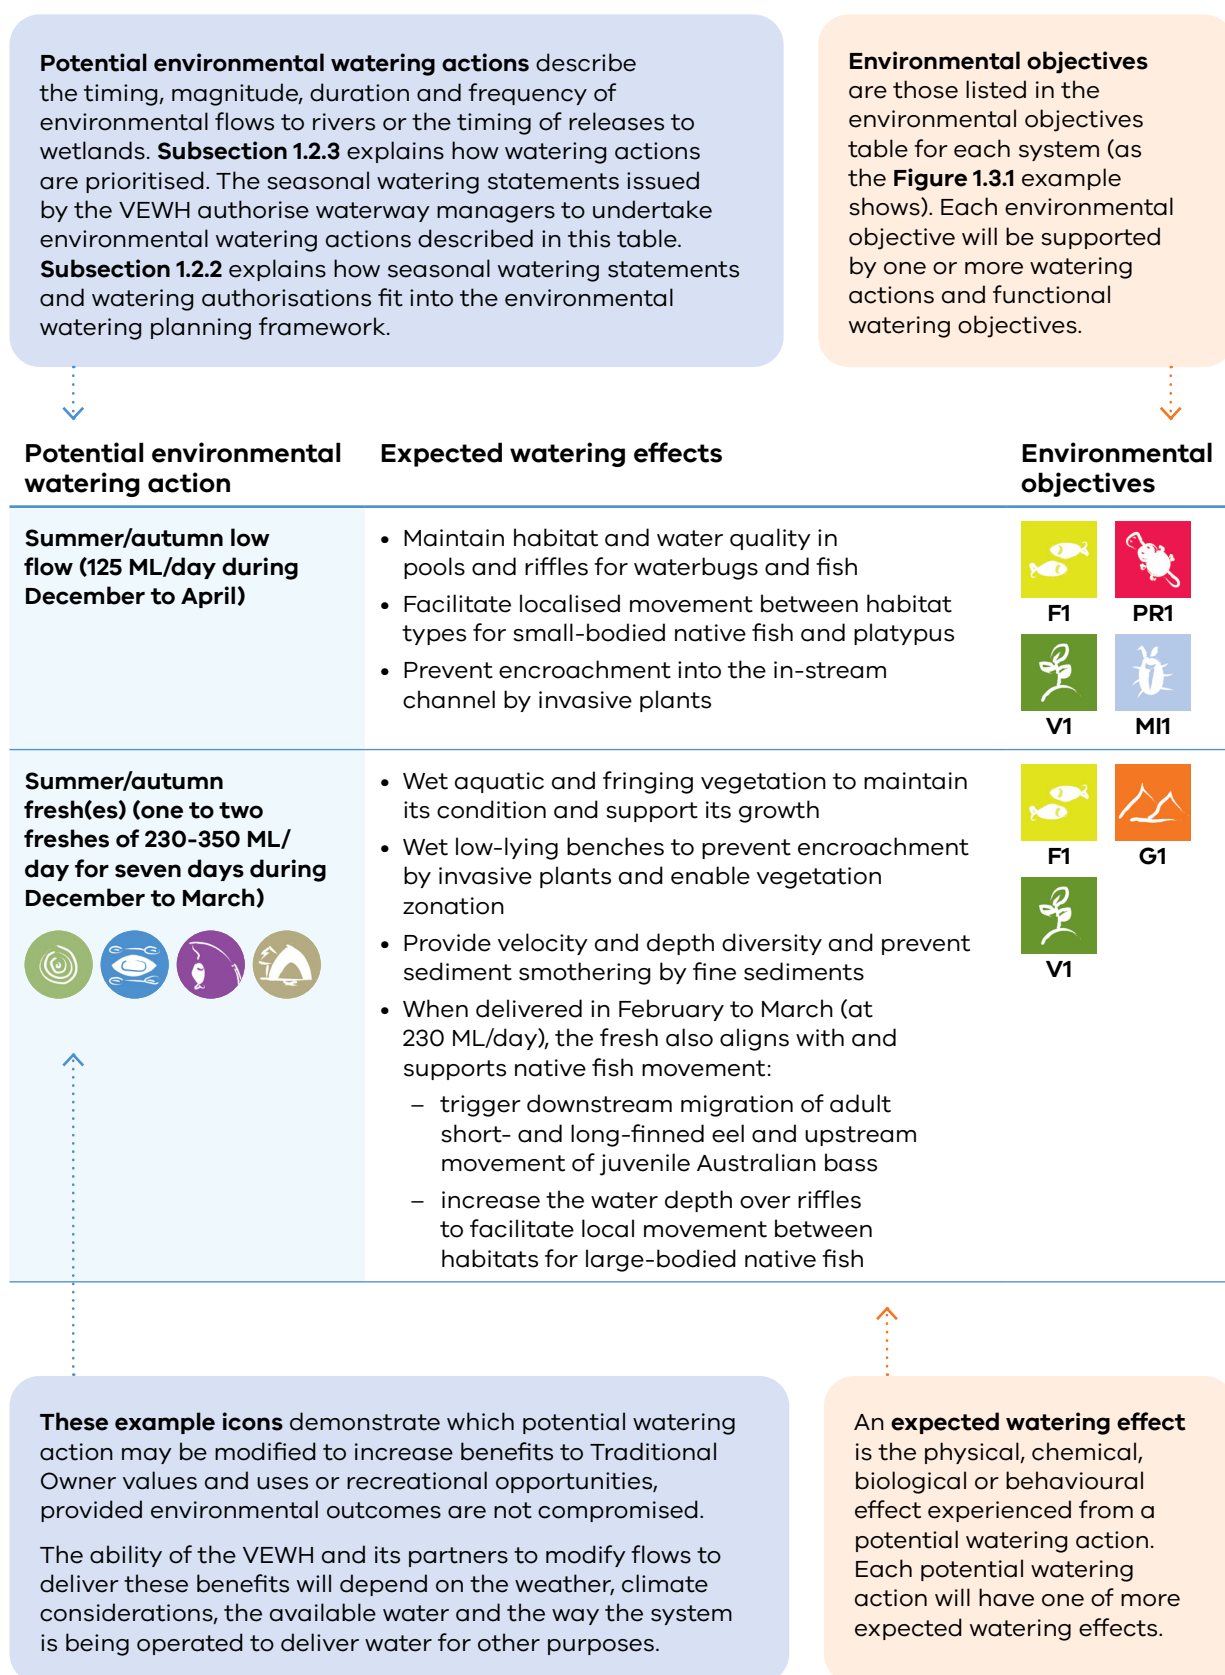 Potential environmental watering actions describe
the timing, magnitude, duration and frequency of
environmental flows to rivers or the timing of releases to
wetlands. Subsection 1.2.3 explains how watering actions
are prioritised. The seasonal watering statements issued
by the VEWH authorise waterway managers to undertake
environmental watering actions described in this table.
Subsection 1.2.2 explains how seasonal watering statements
and watering authorisations fit into the environmental
watering planning framework.
Environmental objectives
are those listed in the
environmental objectives
table for each system (as
the Figure 1.3.1 example
shows). Each environmental
objective will be supported
by one or more watering
actions and functional
watering objectives.
Potential environmental
watering action
Expected watering effects
Environmental
objectives
Summer/autumn low
flow (125 ML/day during
December to April)
• Maintain habitat and water quality in
pools and riffles for waterbugs and fish
• Facilitate localised movement between habitat
types for small-bodied native fish and platypus
• Prevent encroachment into the in-stream
channel by invasive plants
F1 PR1
V1 MI1
Summer/autumn
fresh(es) (one to two
freshes of 230-350 ML/
day for seven days during
December to March)
• Wet aquatic and fringing vegetation to maintain
its condition and support its growth
• Wet low-lying benches to prevent encroachment
by invasive plants and enable vegetation
zonation
• Provide velocity and depth diversity and prevent
sediment smothering by fine sediments
• When delivered in February to March (at
230 ML/day), the fresh also aligns with and
supports native fish movement:
– trigger downstream migration of adult
short- and long-finned eel and upstream
movement of juvenile Australian bass
– increase the water depth over riffles
to facilitate local movement between
habitats for large-bodied native fish
F1 G1
V1
These example icons demonstrate which potential watering
action may be modified to increase benefits to Traditional
Owner values and uses or recreational opportunities,
provided environmental outcomes are not compromised.
The ability of the VEWH and its partners to modify flows to
deliver these benefits will depend on the weather, climate
considerations, the available water and the way the system
is being operated to deliver water for other purposes.
An expected watering effect
is the physical, chemical,
biological or behavioural
effect experienced from a
potential watering action.
Each potential watering
action will have one of more
expected watering effects.